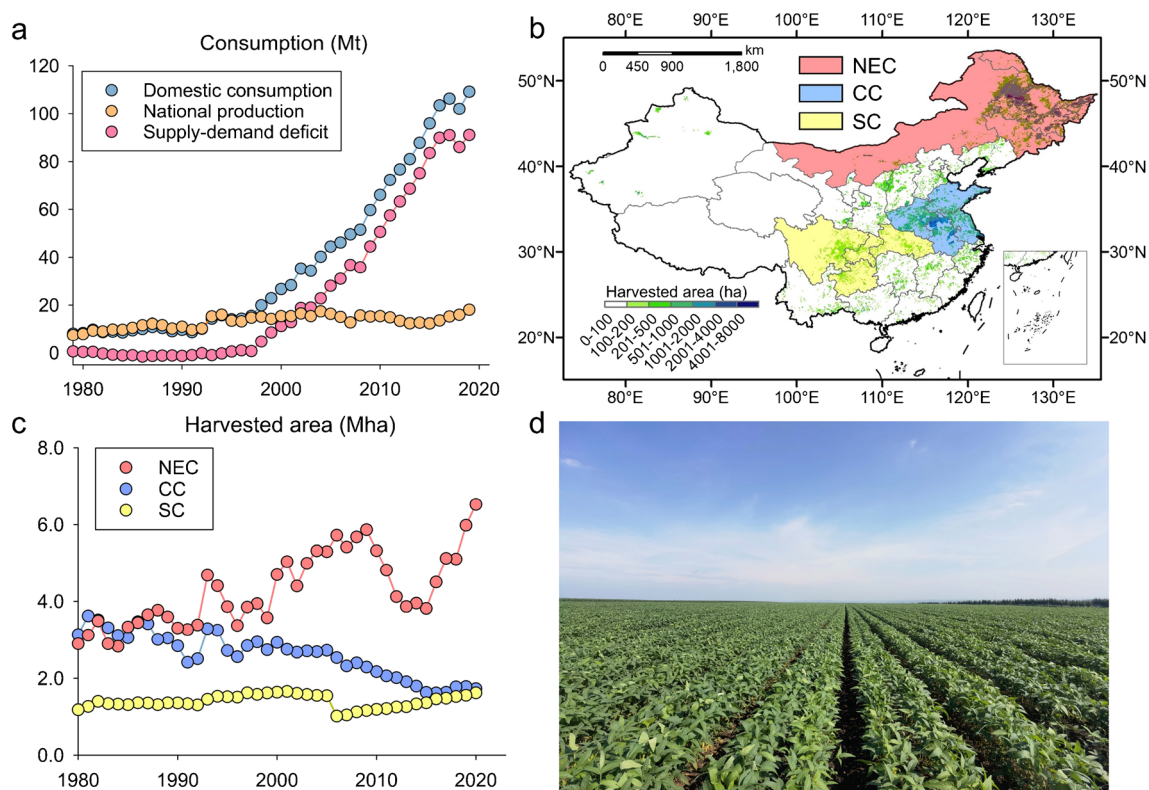 a
Consumption (Mt)
120
100
80
60
40
20
0
Domestic consumption
National production
Supply-demand deficit
1980
1990
2000
2010
2020
b
80°E 90°E 100°E 110°E 120°E 130°E
km
0 450 900 1,800
NEC
CC
SC
50°N
40°N
30°N
20°N
50°N
40°N
30°N
20°N
Harvested area (ha)
0-100
100-200
201-500
501-1000
1001-2000
2001-4000
4001-8000
80°E 90°E 100°E 110°E 120°E 130°E
c
Harvested area (Mha)
8.0
6.0
4.0
2.0
0.0
NEC
CC
SC
1980
1990
2000
2010
2020
d